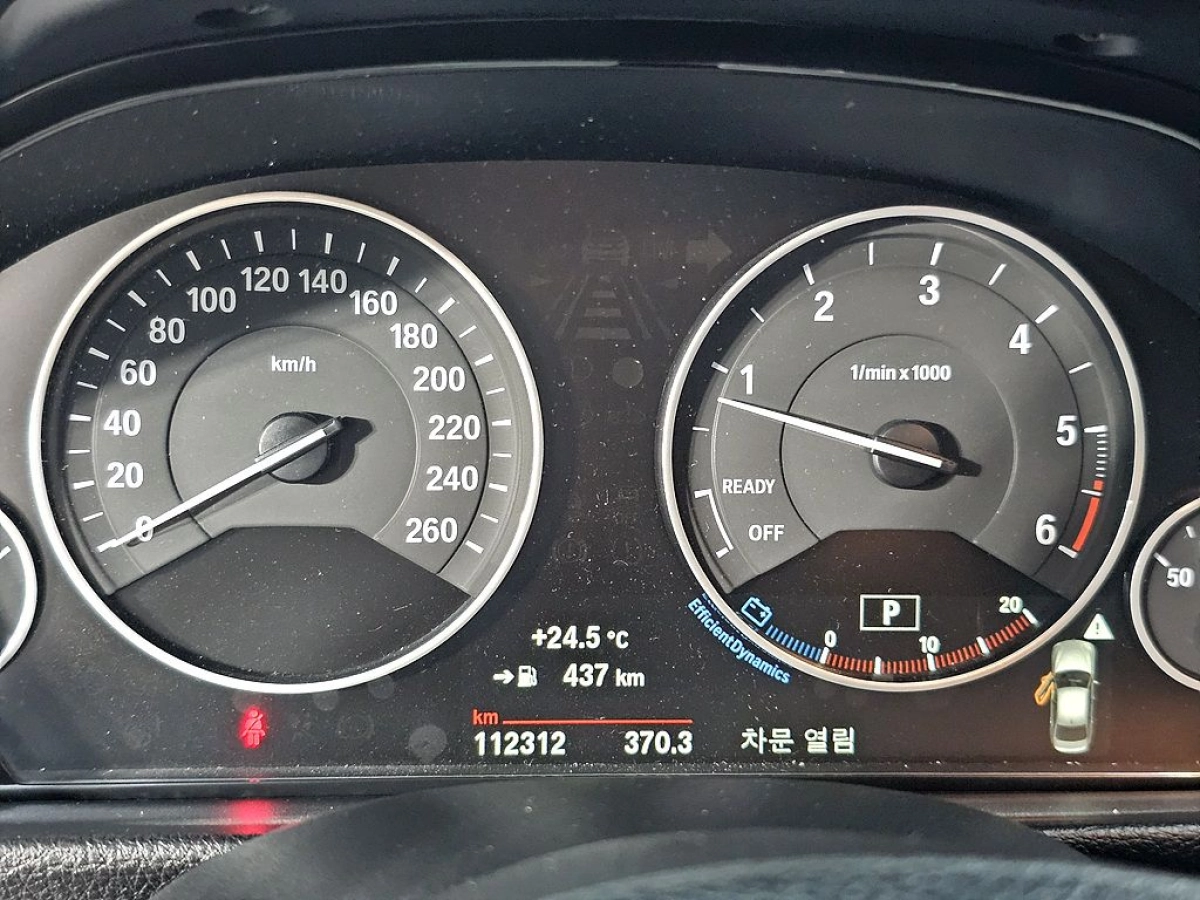 km/h
0
20
40
60
80
100
120
140
160
180
200
220
240
260
1/min x 1000
1
2
3
4
5
6
READY
OFF
P
0
10
20
EfficientDynamics
50
+24.5 °C
437 km
km
112312 370.3
차문 열림